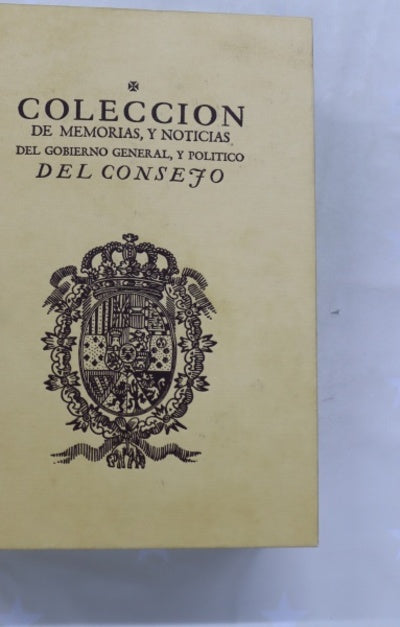 COLECCION
DE MEMORIAS, Y NOTICIAS
DEL GOBIERNO GENERAL, Y POLITICO
DEL CONSEJO